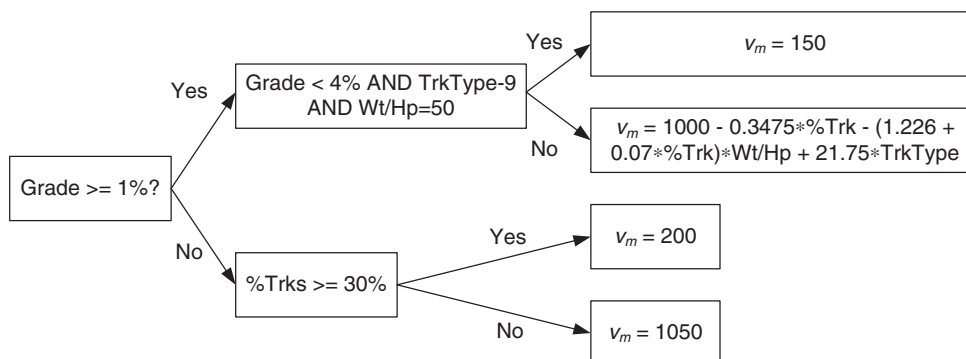 Yes
v_m = 150
Grade < 4% AND TrkType-9
AND Wt/Hp=50
Yes
No
v_m = 1000 - 0.3475*%Trk - (1.226 +
0.07*%Trk)*Wt/Hp + 21.75*TrkType
Grade >= 1%?
No
Yes
v_m = 200
%Trks >= 30%
No
v_m = 1050